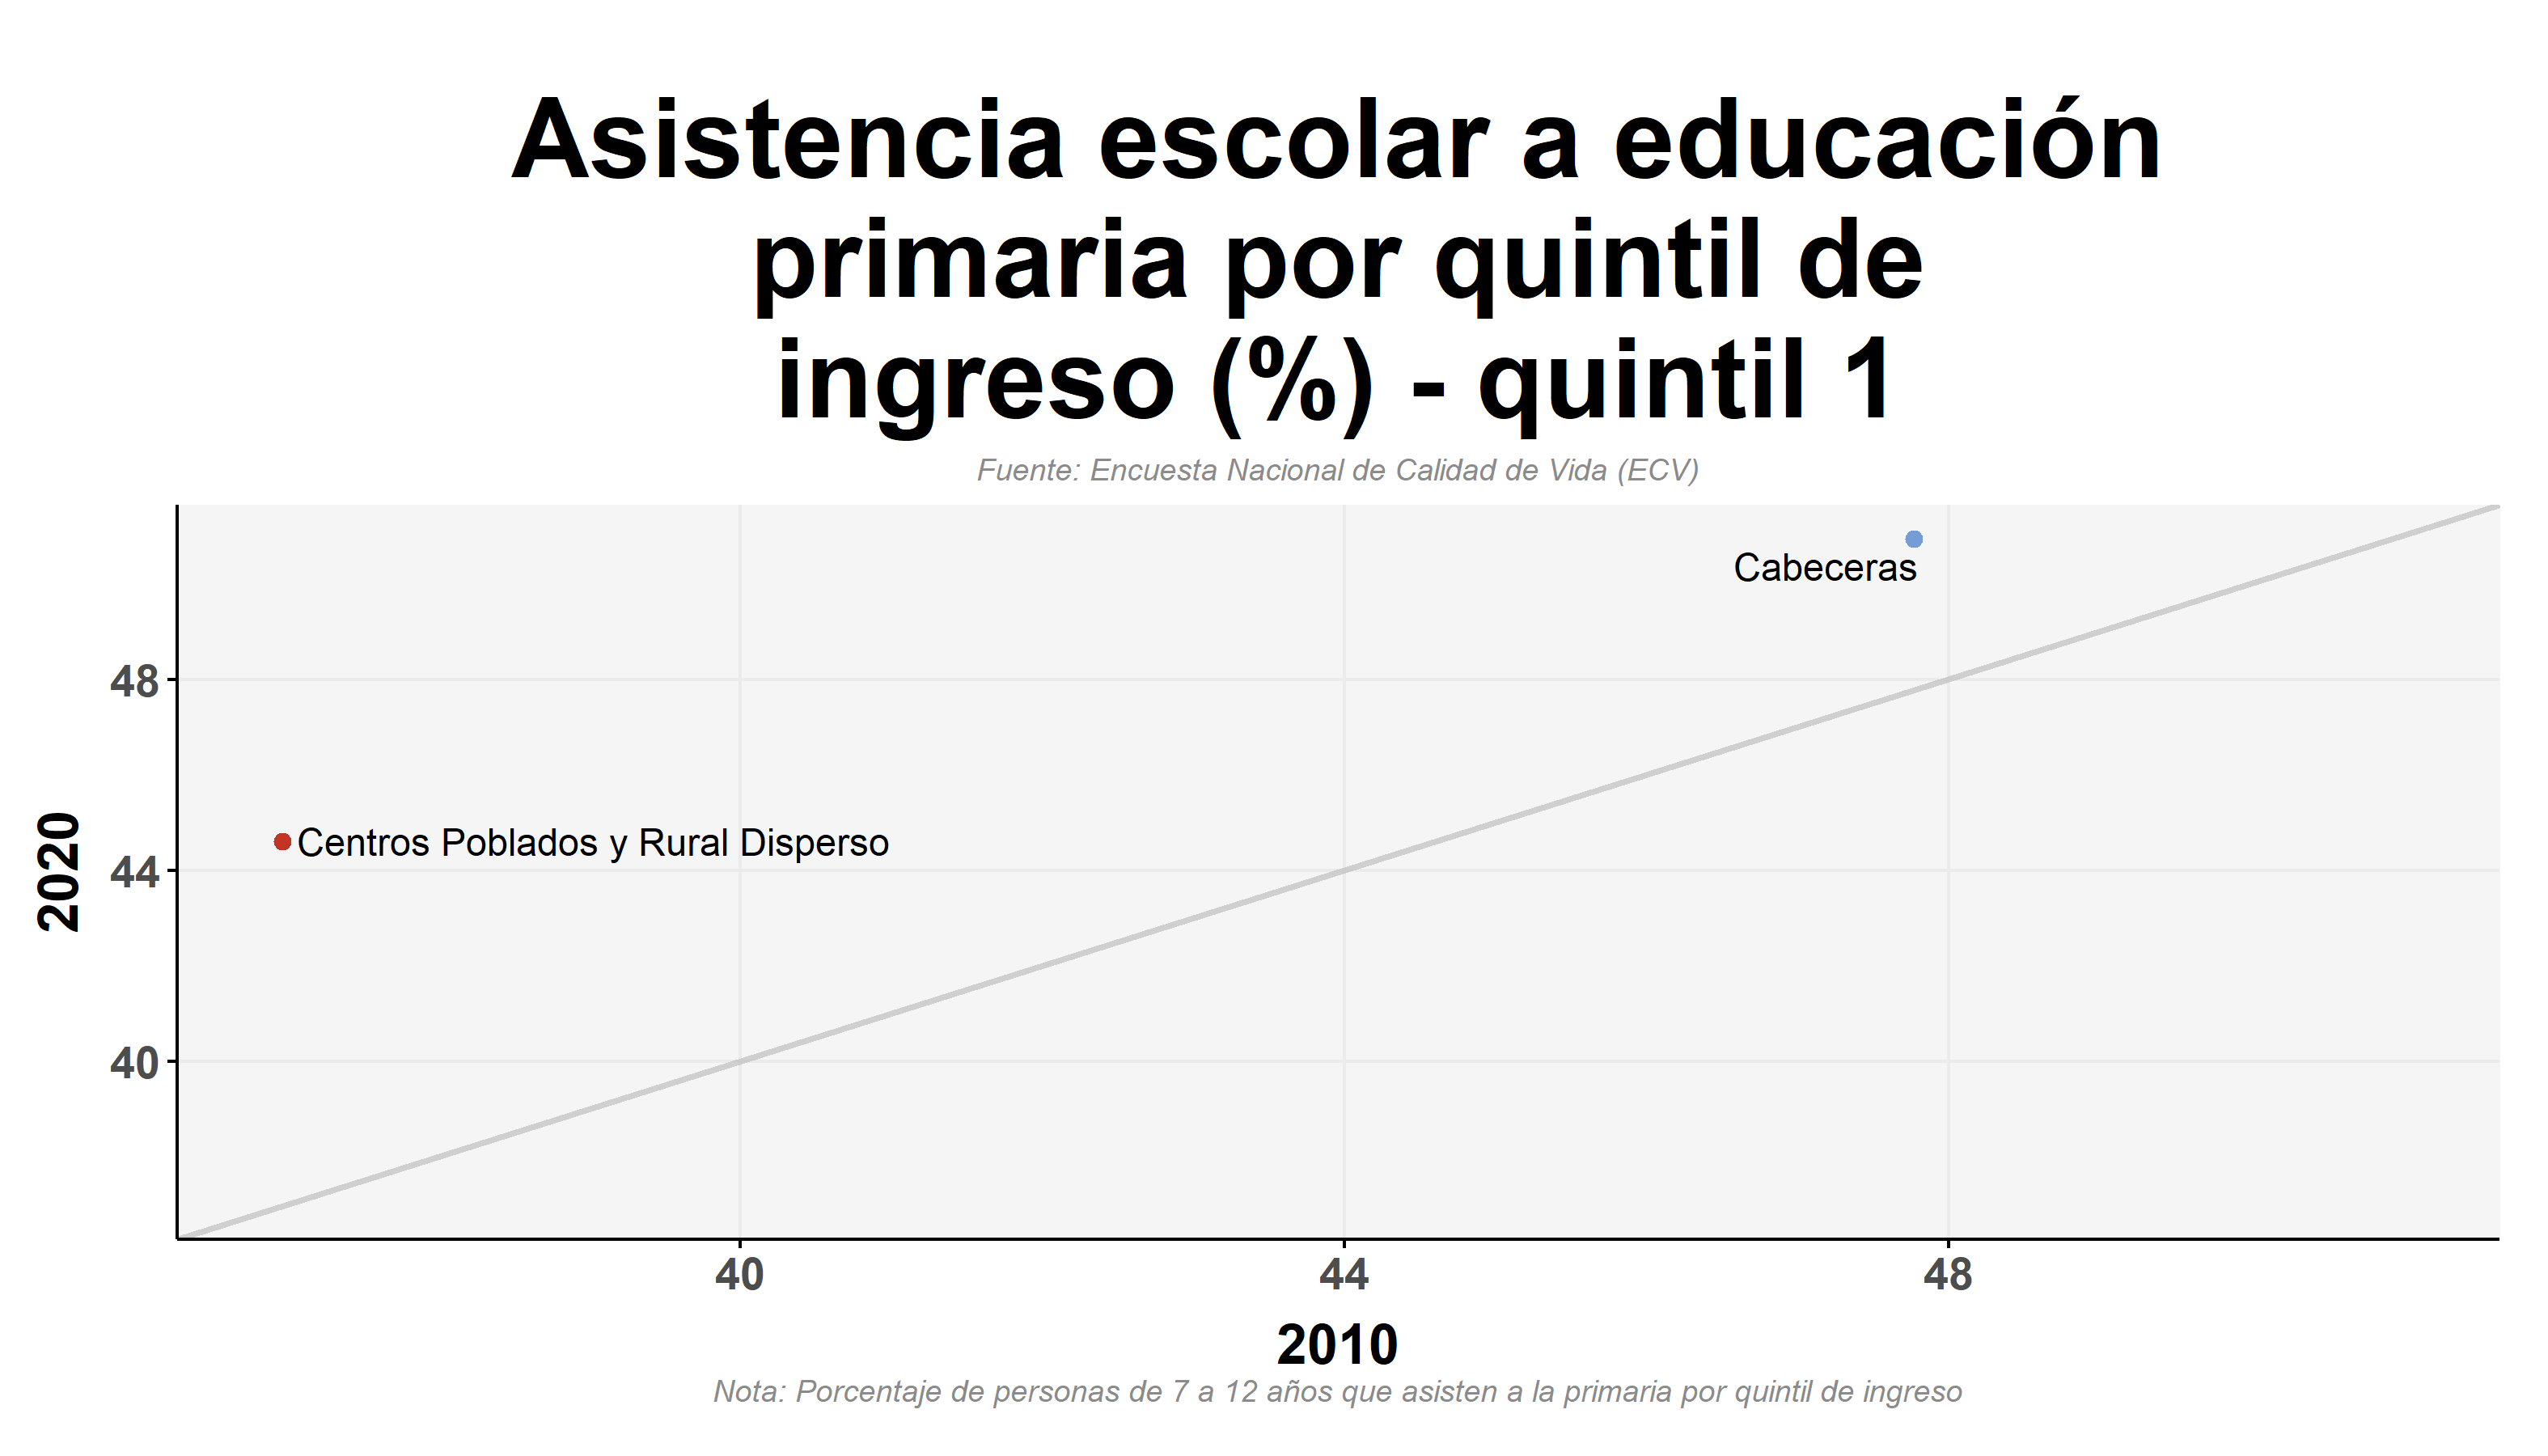 Asistencia escolar a educación
primaria por quintil de
ingreso (%) - quintil 1
Fuente: Encuesta Nacional de Calidad de Vida (ECV)
Cabeceras
48
Centros Poblados y Rural Disperso
44
2020
40
40 44 48
2010
Nota: Porcentaje de personas de 7 a 12 años que asisten a la primaria por quintil de ingreso